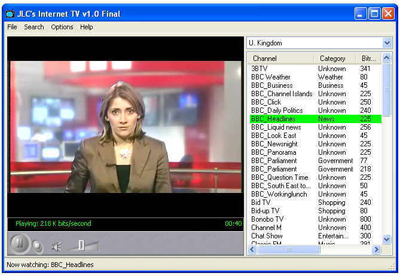 JLC's Internet TV v1.0 Final
File Search Options Help
U. Kingdom
Channel Category Bit...
3BTV Unknown 341
BBC Weather Weather 80
BBC_Business Business 45
BBC_Channel Islands Unknown 225
BBC_Click Unknown 250
BBC_Daily Politics Unknown 240
BBC_Headlines News 225
BBC_Liquid news Unknown 256
BBC_Look East Unknown 45
BBC_Newsnight Unknown 225
BBC_Panorama Unknown 225
BBC_Parliament Government 77
BBC_Parliament Government 218
BBC_Question Time Unknown 225
BBC_South East to... Unknown 50
BBC_Workinglunch Unknown 45
Bid TV Shopping 240
Bid-up TV Shopping 80
Bonobo TV Unknown 800
Channel M Unknown 400
Chat Show Entertain... 300
Classic FM Music
Playing: 218 K bits/second 00:40
Now watching: BBC_Headlines